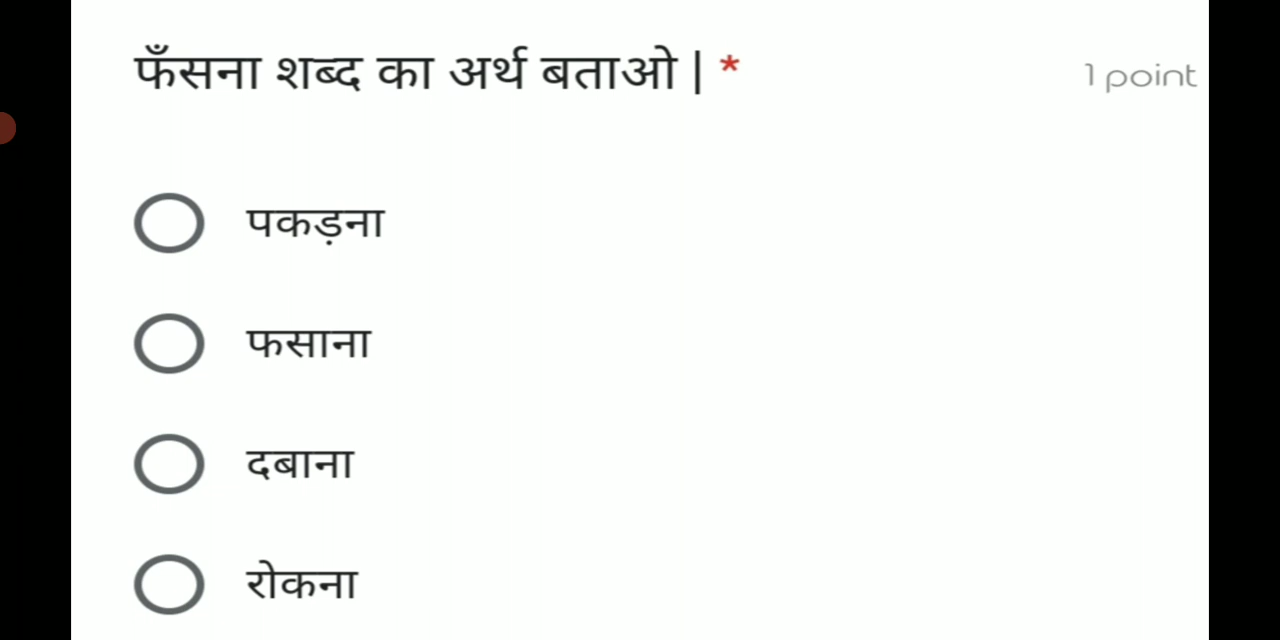 फँसना शब्द का अर्थ बताओ | * 1 point
पकड़ना
फसाना
दबाना
रोकना